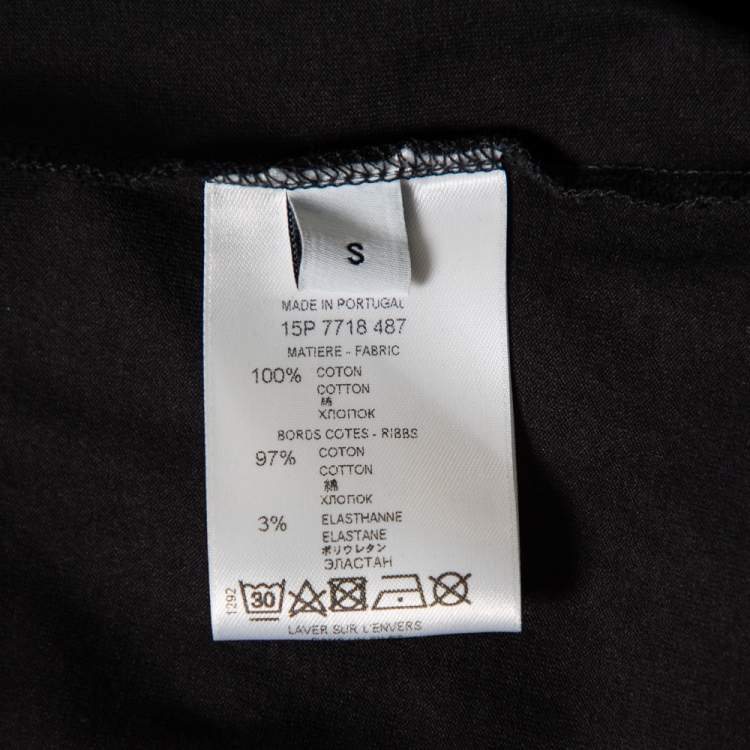 S
MADE IN PORTUGAL
15P 7718 487
MATIERE - FABRIC
100% COTON
COTTON
綿
ХЛОПОК
BORDS COTES - RIBBS
97% COTON
COTTON
綿
ХЛОПОК
3% ELASTHANNE
ELASTANE
ポリウレタン
ЭЛАСТАН
1292
30
LAVER SUR L'ENVERS